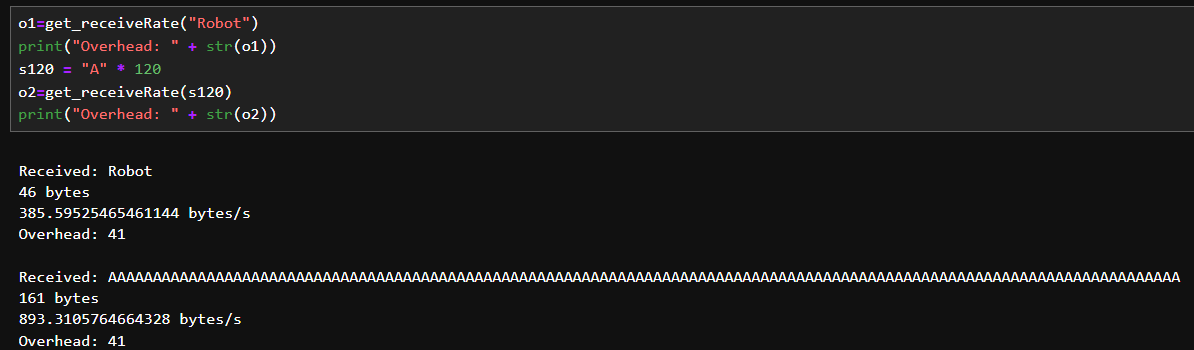 o1=get_receiveRate("Robot")
print("Overhead: " + str(o1))
s120 = "A" * 120
o2=get_receiveRate(s120)
print("Overhead: " + str(o2))
Received: Robot
46 bytes
385.59525465461144 bytes/s
Overhead: 41
Received: AAAAAAAAAAAAAAAAAAAAAAAAAAAAAAAAAAAAAAAAAAAAAAAAAAAAAAAAAAAAAAAAAAAAAAAAAAAAAAAAAAAAAAAAAAAAAAAAAAAAAAAAAAAAAAAAAAAAAAAA
161 bytes
893.3105764664328 bytes/s
Overhead: 41